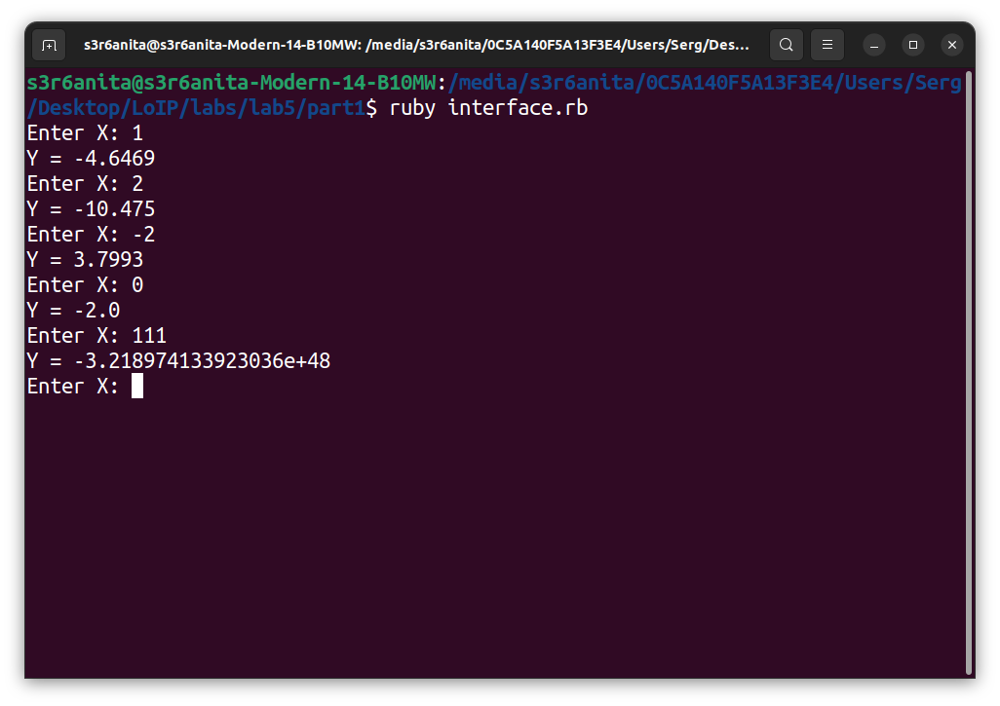 s3r6anita@s3r6anita-Modern-14-B10MW: /media/s3r6anita/0C5A140F5A13F3E4/Users/Serg/Des…
s3r6anita@s3r6anita-Modern-14-B10MW:/media/s3r6anita/0C5A140F5A13F3E4/Users/Serg
/Desktop/LoIP/labs/lab5/part1$ ruby interface.rb
Enter X: 1
Y = -4.6469
Enter X: 2
Y = -10.475
Enter X: -2
Y = 3.7993
Enter X: 0
Y = -2.0
Enter X: 111
Y = -3.218974133923036e+48
Enter X: